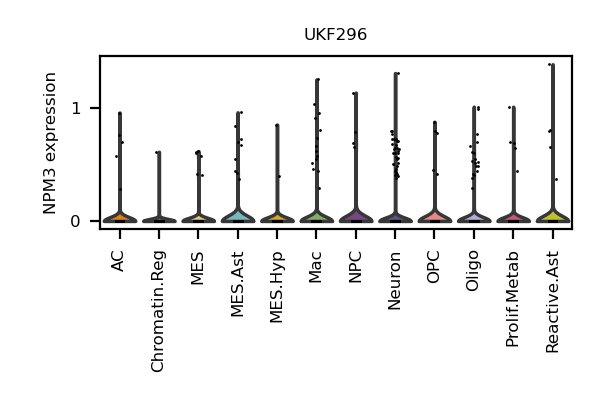 UKF296
NPM3 expression
1
0
AC
Chromatin.Reg
MES
MES.Ast
MES.Hyp
Mac
NPC
Neuron
OPC
Oligo
Prolif.Metab
Reactive.Ast